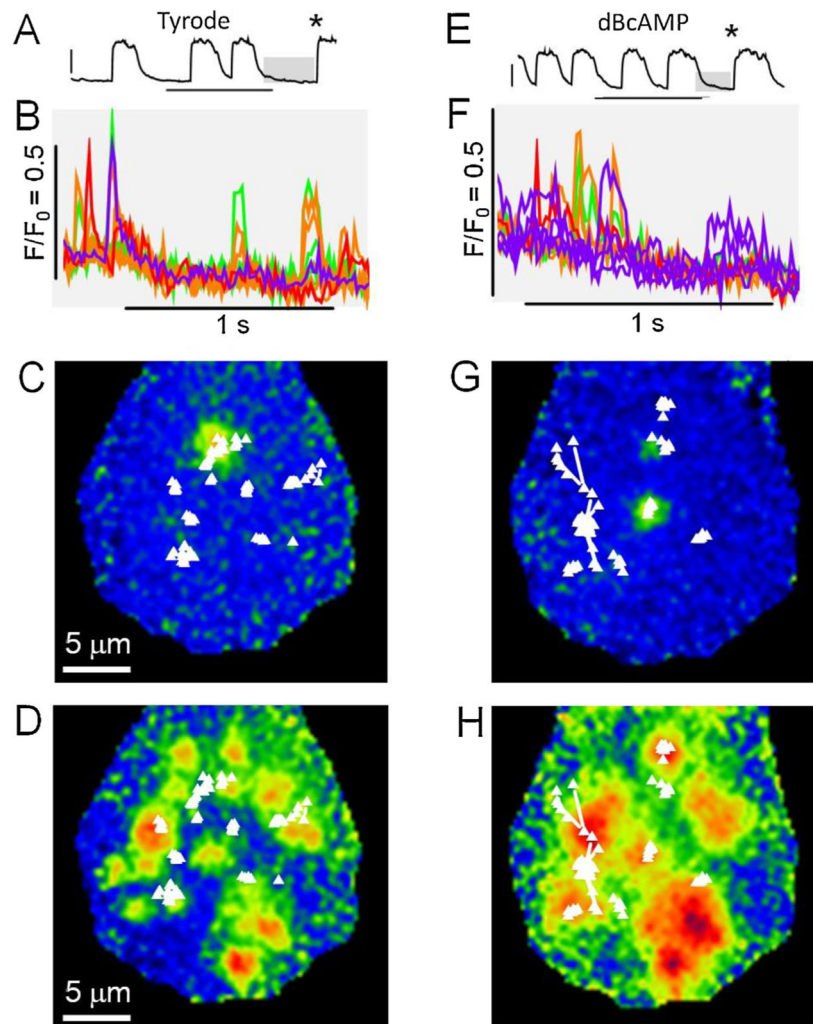 A
Tyrode
*
B
F/F₀ = 0.5
1 s
C
5 μm
D
5 μm
E
dBcAMP
*
F
F/F₀ = 0.5
1 s
G
H